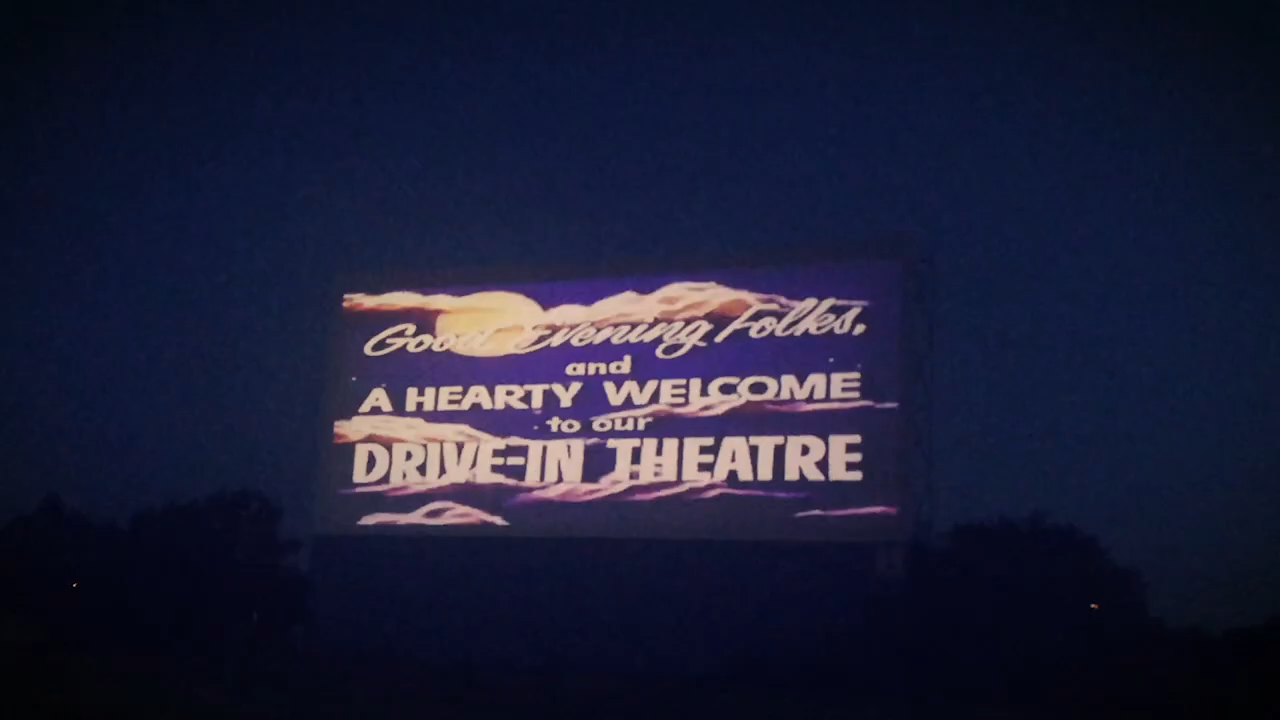 Good Evening Folks,
and
A HEARTY WELCOME
to our
DRIVE-IN THEATRE